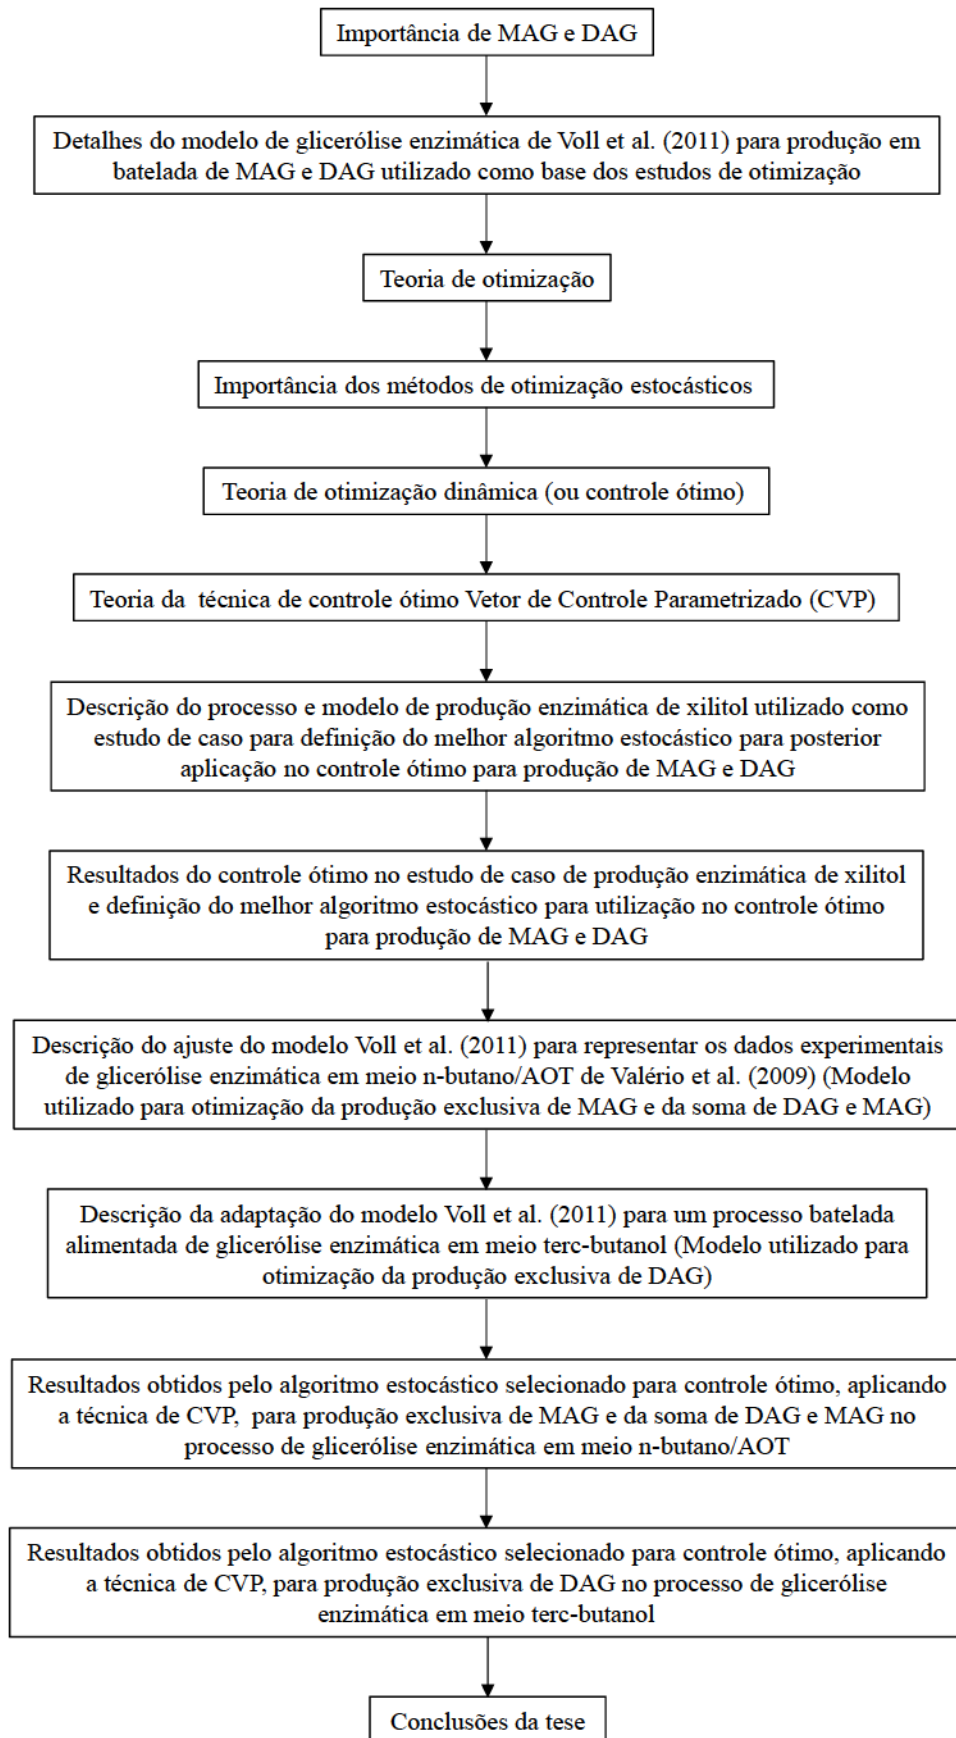 Importância de MAG e DAG
Detalhes do modelo de glicerólise enzimática de Voll et al. (2011) para produção em
batelada de MAG e DAG utilizado como base dos estudos de otimização
Teoria de otimização
Importância dos métodos de otimização estocásticos
Teoria de otimização dinâmica (ou controle ótimo)
Teoria da técnica de controle ótimo Vetor de Controle Parametrizado (CVP)
Descrição do processo e modelo de produção enzimática de xilitol utilizado como
estudo de caso para definição do melhor algoritmo estocástico para posterior
aplicação no controle ótimo para produção de MAG e DAG
Resultados do controle ótimo no estudo de caso de produção enzimática de xilitol
e definição do melhor algoritmo estocástico para utilização no controle ótimo
para produção de MAG e DAG
Descrição do ajuste do modelo Voll et al. (2011) para representar os dados experimentais
de glicerólise enzimática em meio n-butano/AOT de Valério et al. (2009) (Modelo
utilizado para otimização da produção exclusiva de MAG e da soma de DAG e MAG)
Descrição da adaptação do modelo Voll et al. (2011) para um processo batelada
alimentada de glicerólise enzimática em meio terc-butanol (Modelo utilizado para
otimização da produção exclusiva de DAG)
Resultados obtidos pelo algoritmo estocástico selecionado para controle ótimo, aplicando
a técnica de CVP, para produção exclusiva de MAG e da soma de DAG e MAG no
processo de glicerólise enzimática em meio n-butano/AOT
Resultados obtidos pelo algoritmo estocástico selecionado para controle ótimo, aplicando
a técnica de CVP, para produção exclusiva de DAG no processo de glicerólise
enzimática em meio terc-butanol
Conclusões da tese